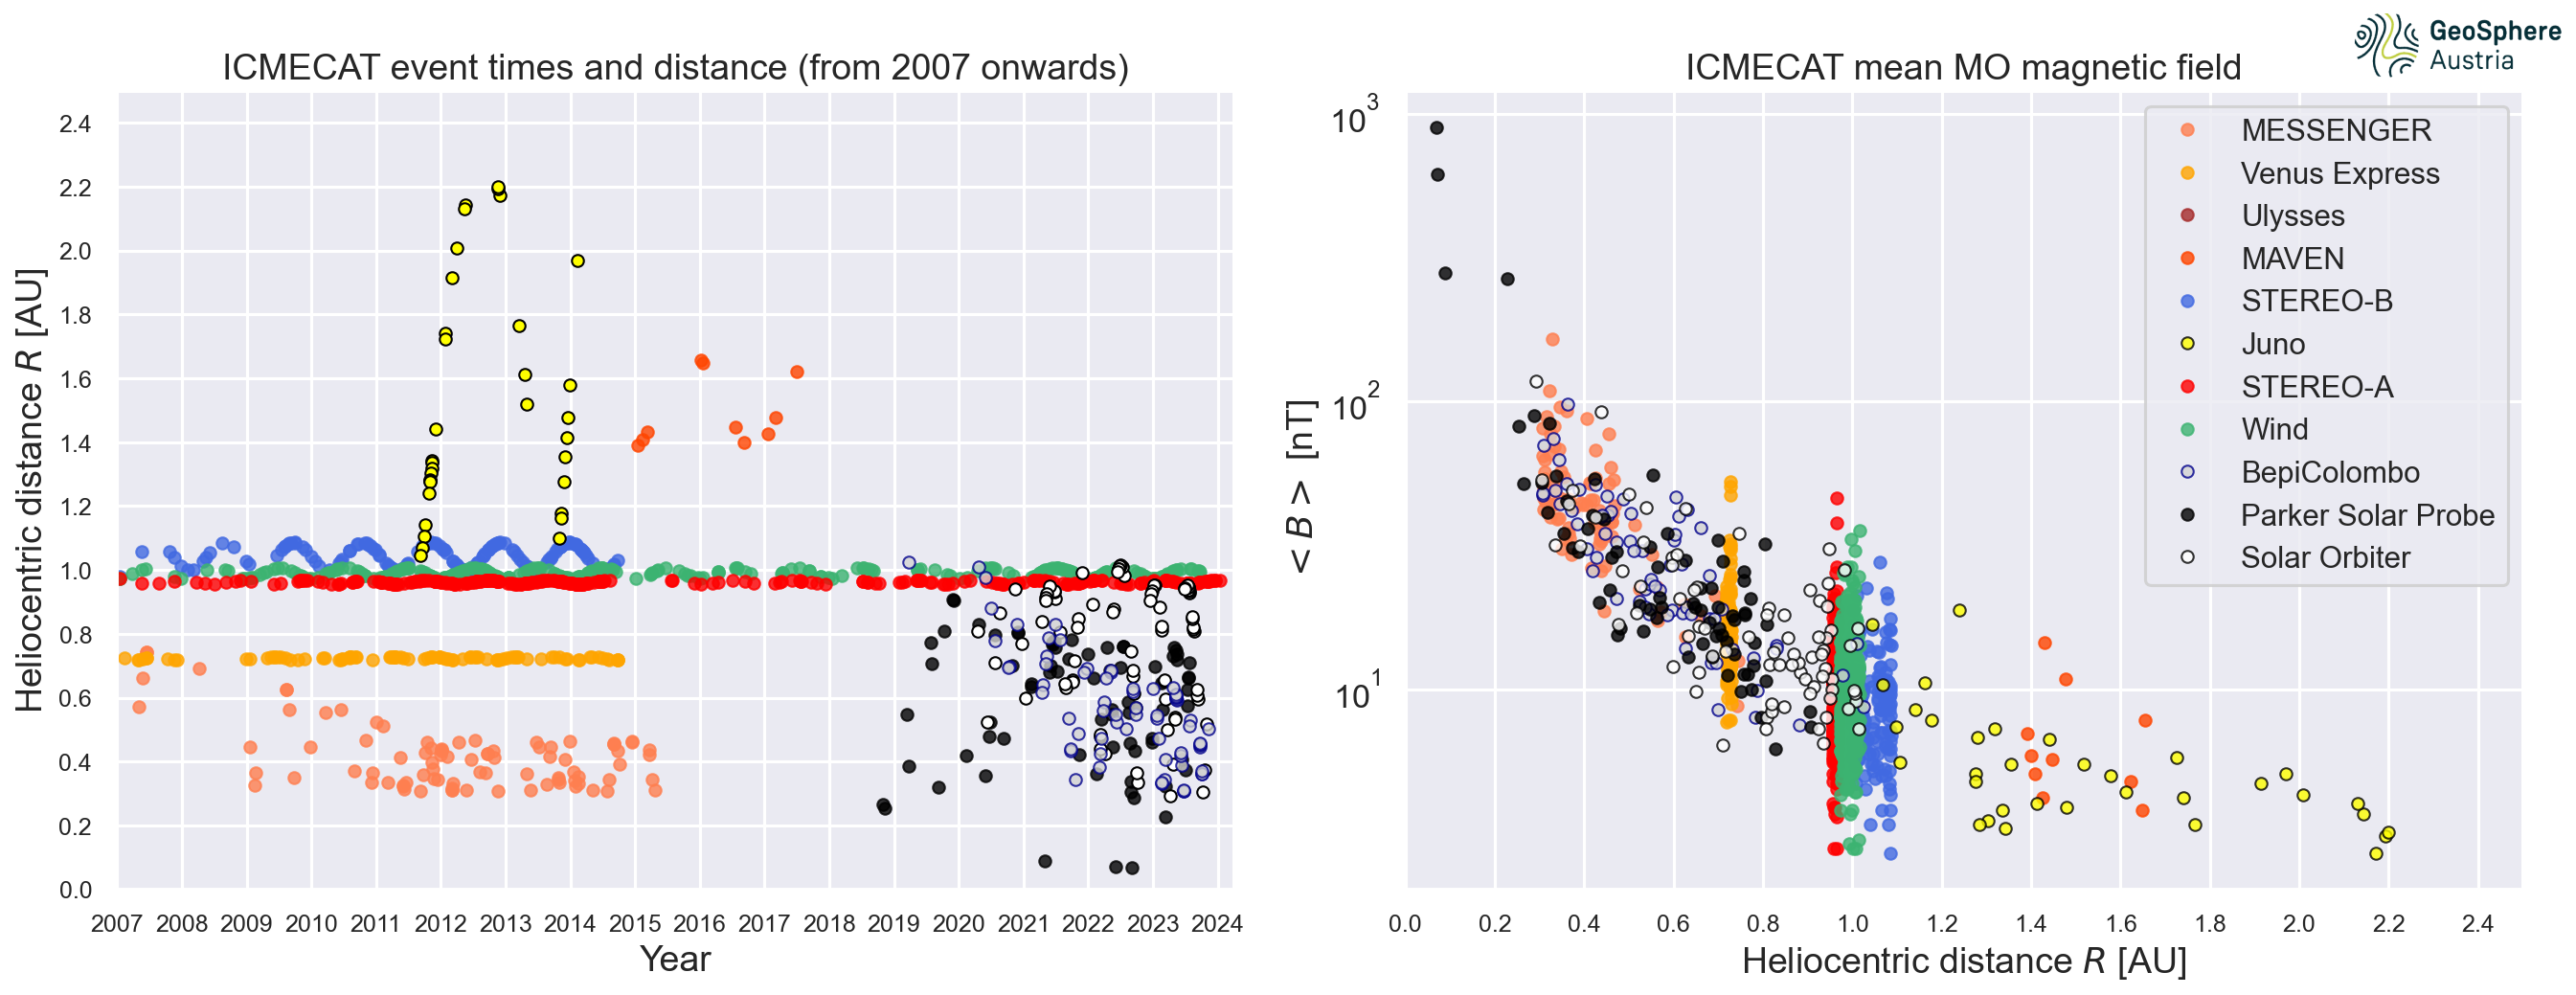 GeoSphere
Austria
ICMECAT event times and distance (from 2007 onwards)
Heliocentric distance R [AU]
2.4
2.2
2.0
1.8
1.6
1.4
1.2
1.0
0.8
0.6
0.4
0.2
0.0
2007 2008 2009 2010 2011 2012 2013 2014 2015 2016 2017 2018 2019 2020 2021 2022 2023 2024
Year
ICMECAT mean MO magnetic field
< B > [nT]
10³
10²
10¹
MESSENGER
Venus Express
Ulysses
MAVEN
STEREO-B
Juno
STEREO-A
Wind
BepiColombo
Parker Solar Probe
Solar Orbiter
0.0 0.2 0.4 0.6 0.8 1.0 1.2 1.4 1.6 1.8 2.0 2.2 2.4
Heliocentric distance R [AU]